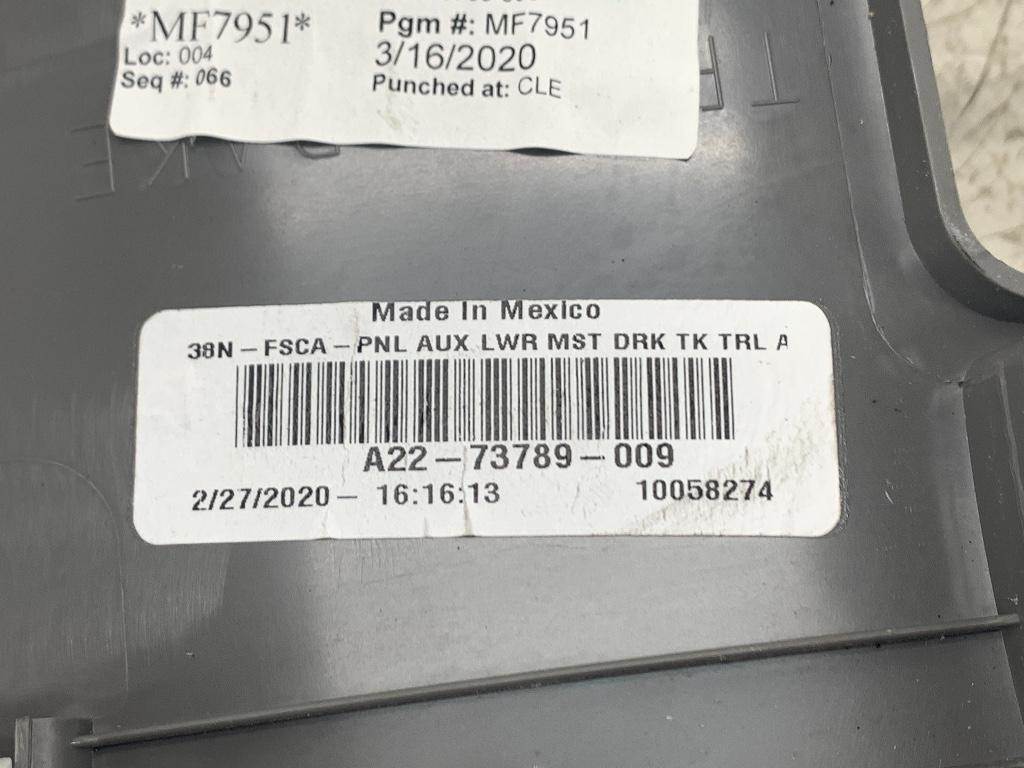 *MF7951*
Loc: 004
Seq #: 066
Pgm #: MF7951
3/16/2020
Punched at: CLE
Made In Mexico
38N - FSCA - PNL AUX LWR MST DRK TK TRL A
A22-73789-009
2/27/2020 - 16:16:13
10058274